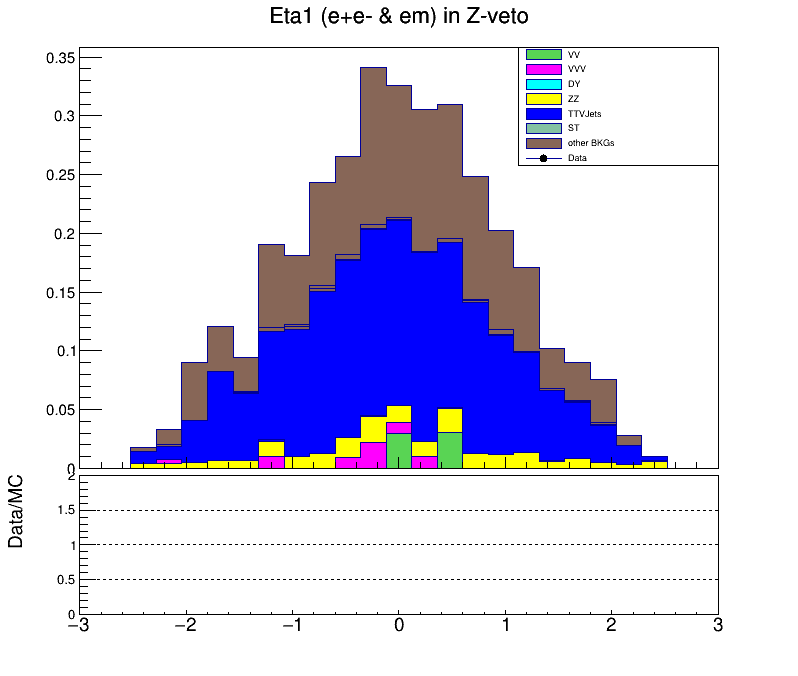 Eta1 (e+e- & em) in Z-veto
0.35
0.3
0.25
0.2
0.15
0.1
0.05
0
VV
VVV
DY
ZZ
TTVJets
ST
other BKGs
Data
Data/MC
2
1.5
1
0.5
0
−3 −2 −1 0 1 2 3